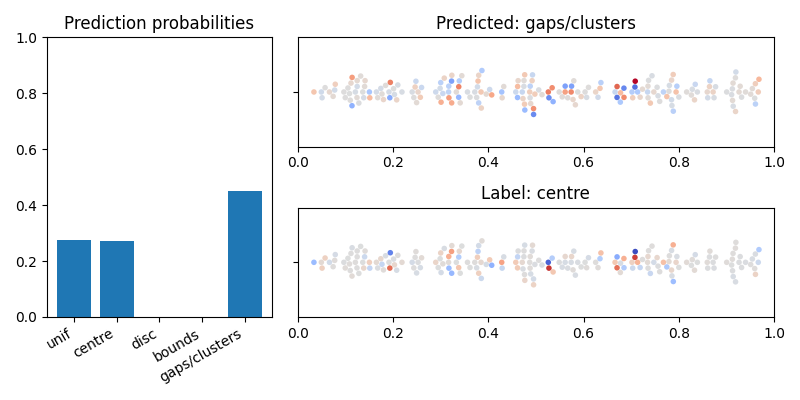 Prediction probabilities
1.0
0.8
0.6
0.4
0.2
0.0
unif
centre
disc
bounds
gaps/clusters
Predicted: gaps/clusters
0.0 0.2 0.4 0.6 0.8 1.0
Label: centre
0.0 0.2 0.4 0.6 0.8 1.0